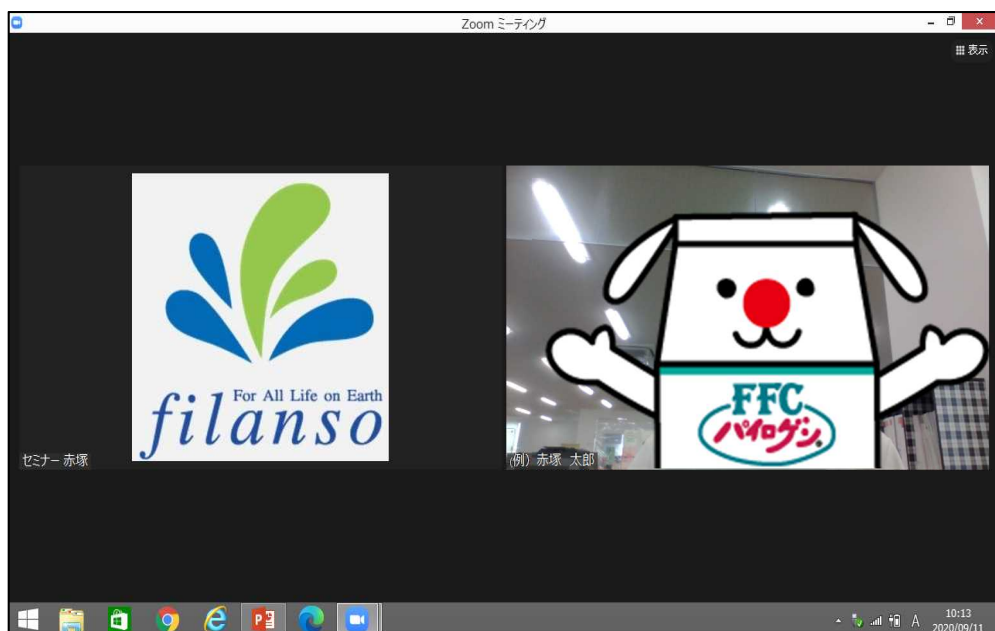 Zoom ミーティング
表示
For All Life on Earth
filanso
セミナー 赤塚
FFC
パイロゲン®
(例) 赤塚 太郎
A
10:13
2020/09/11